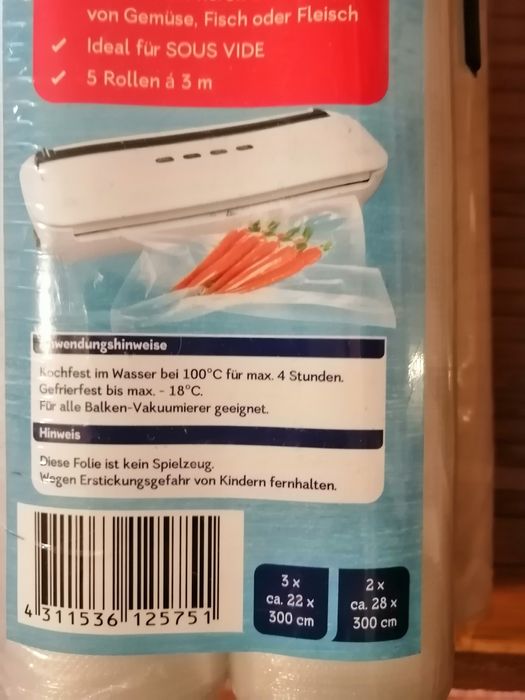 von Gemüse, Fisch oder Fleisch
✓ Ideal für SOUS VIDE
✓ 5 Rollen á 3 m
Anwendungshinweise
Kochfest im Wasser bei 100°C für max. 4 Stunden.
Gefrierfest bis max. - 18°C.
Für alle Balken-Vakuumierer geeignet.
Hinweis
Diese Folie ist kein Spielzeug.
Wegen Erstickungsgefahr von Kindern fernhalten.
4 311536 125751
3 x
ca. 22 x
300 cm
2 x
ca. 28 x
300 cm